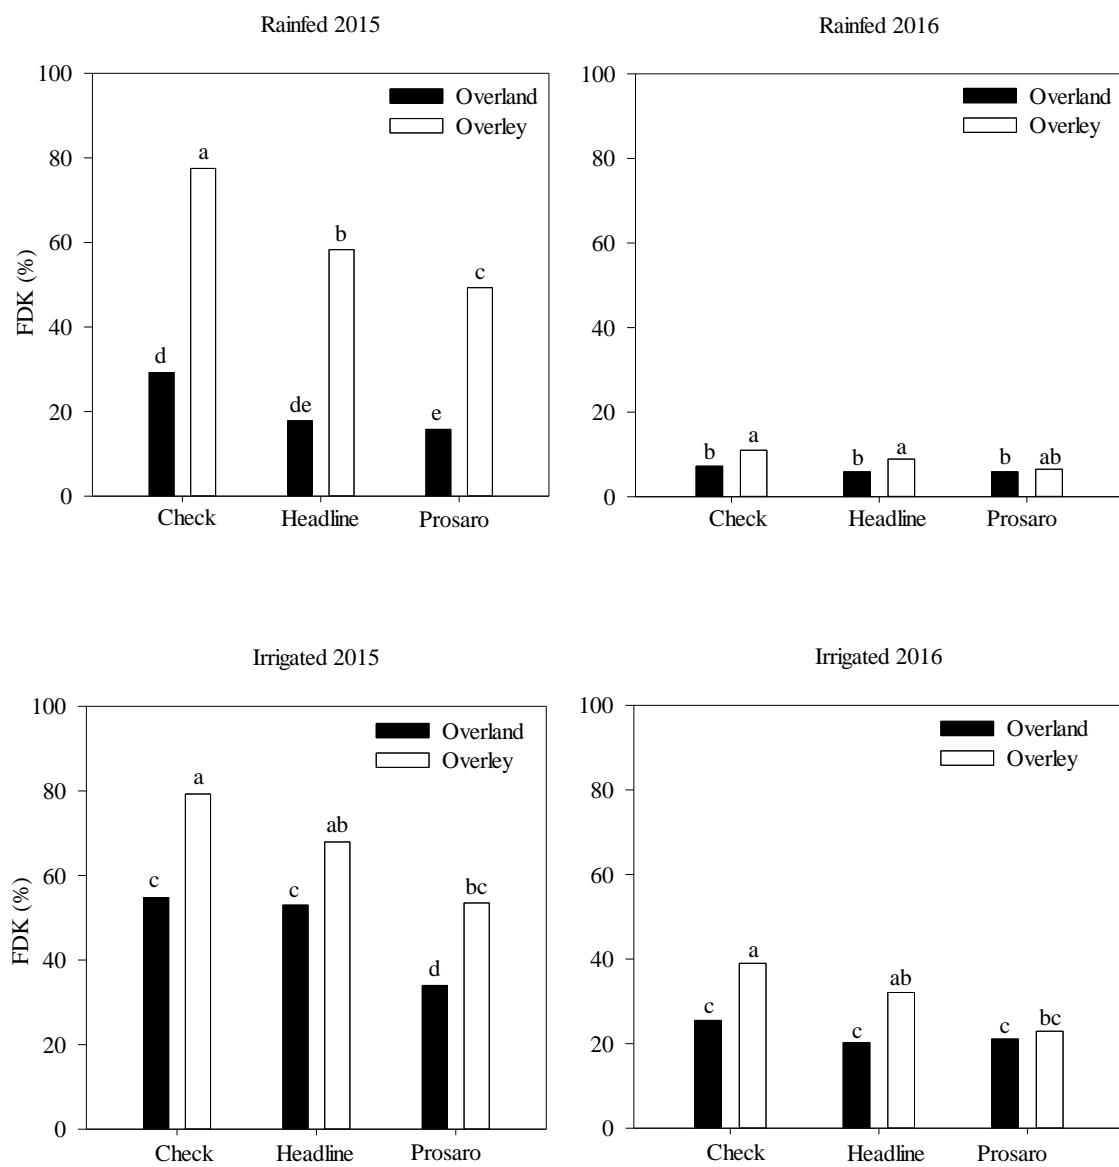 Rainfed 2015
100
80
60
40
20
0
FDK (%)
Overland
Overley
a
b
c
d
de
e
Check
Headline
Prosaro
Rainfed 2016
100
80
60
40
20
0
Overland
Overley
b
a
b
a
b
ab
Check
Headline
Prosaro
Irrigated 2015
100
80
60
40
20
0
FDK (%)
Overland
Overley
a
ab
c
c
bc
d
Check
Headline
Prosaro
Irrigated 2016
100
80
60
40
20
0
Overland
Overley
a
ab
c
c
c
bc
Check
Headline
Prosaro